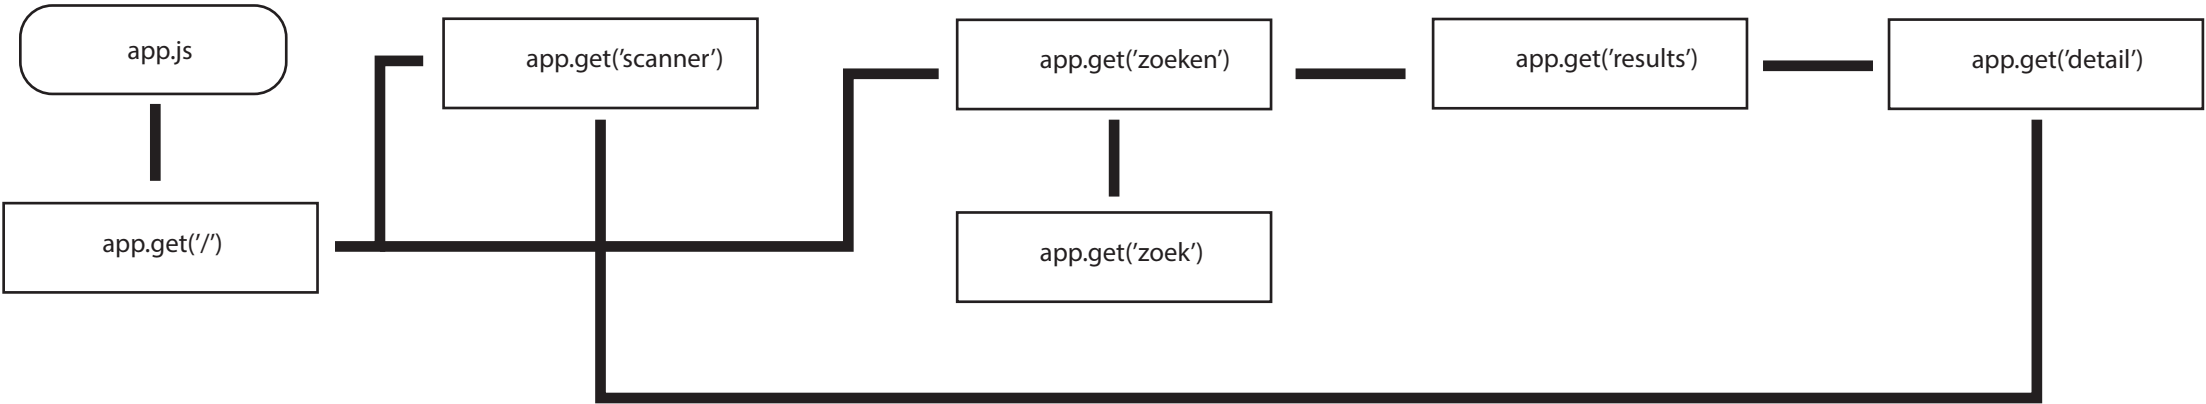 app.js
app.get(’scanner’)
app.get(’zoeken’)
app.get(’results’)
app.get(’detail’)
app.get(’/’)
app.get(’zoek’)